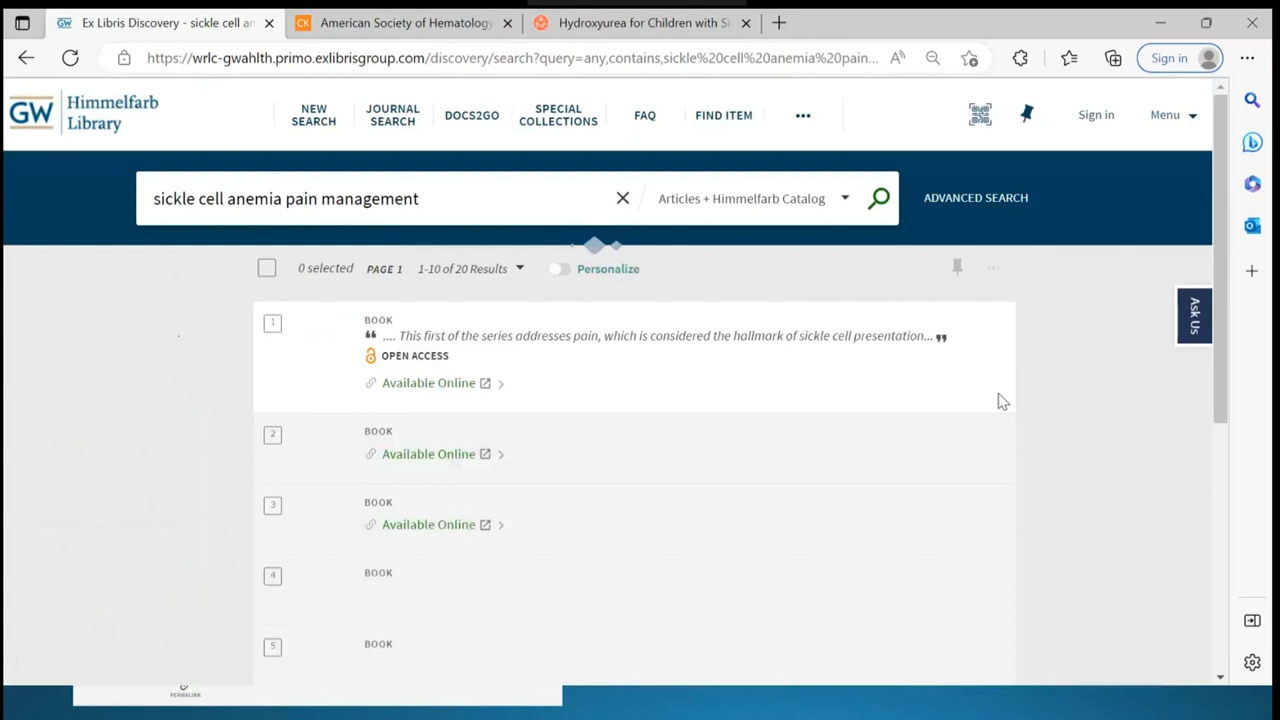 Ex Libris Discovery - sickle cell an
American Society of Hematology
Hydroxyurea for Children with Si
https://wrlc-gwahlth.primo.exlibrisgroup.com/discovery/search?query=any,contains,sickle%20cell%20anemia%20pain...
Sign in
GW Himmelfarb
Library
NEW
SEARCH
JOURNAL
SEARCH
DOCS2GO
SPECIAL
COLLECTIONS
FAQ
FIND ITEM
Sign in
Menu
sickle cell anemia pain management
Articles + Himmelfarb Catalog
ADVANCED SEARCH
0 selected PAGE 1 1-10 of 20 Results Personalize
Ask Us
1
BOOK
❝ .... This first of the series addresses pain, which is considered the hallmark of sickle cell presentation... ❞
OPEN ACCESS
Available Online
2
BOOK
Available Online
3
BOOK
Available Online
4
BOOK
5
BOOK
PERMALINK